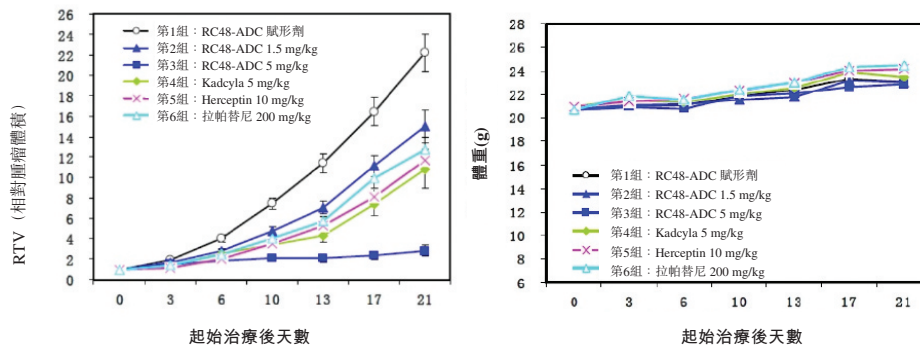 RTV (相對腫瘤體積)
26
24
22
20
18
16
14
12
10
8
6
4
2
0
第1組：RC48-ADC 賦形劑
第2組：RC48-ADC 1.5 mg/kg
第3組：RC48-ADC 5 mg/kg
第4組：Kadcyla 5 mg/kg
第5組：Herceptin 10 mg/kg
第6組：拉帕替尼 200 mg/kg
0 3 6 10 13 17 21
起始治療後天數
體重(g)
28
26
24
22
20
18
16
14
12
10
8
6
第1組：RC48-ADC 賦形劑
第2組：RC48-ADC 1.5 mg/kg
第3組：RC48-ADC 5 mg/kg
第4組：Kadcyla 5 mg/kg
第5組：Herceptin 10 mg/kg
第6組：拉帕替尼 200 mg/kg
0 3 6 10 13 17 21
起始治療後天數